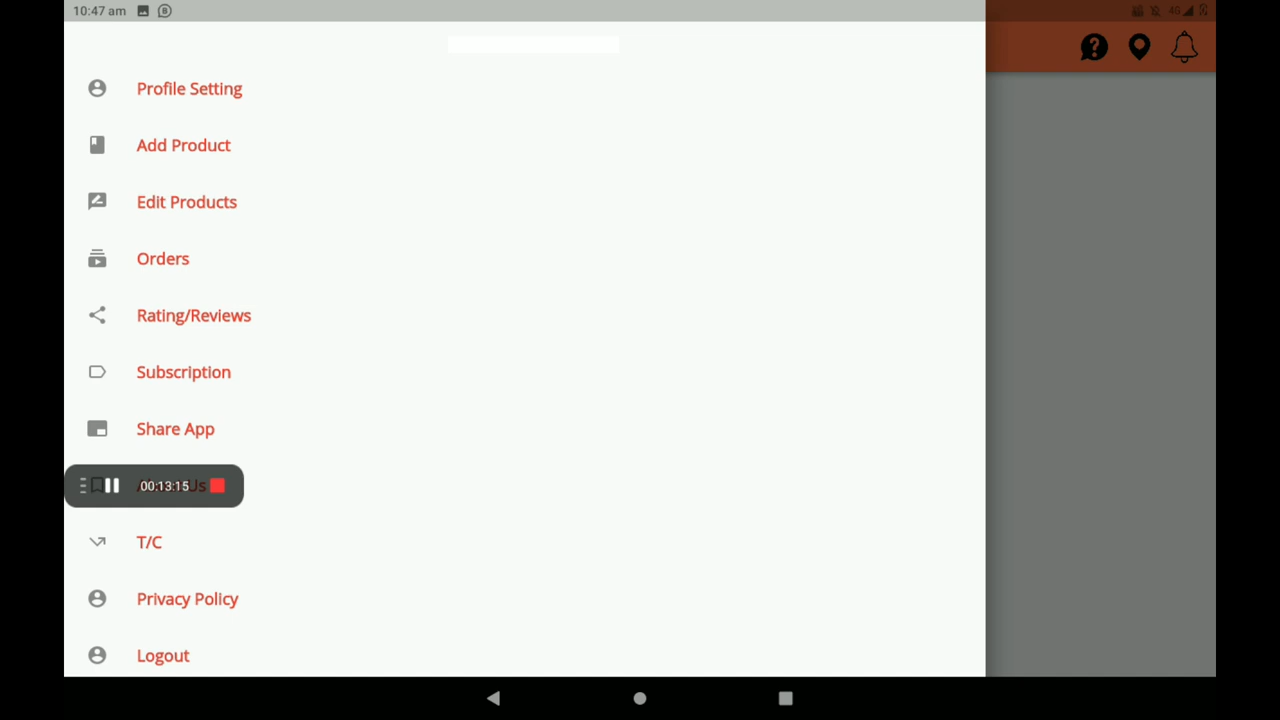 10:47 am
4G
Profile Setting
Add Product
Edit Products
Orders
Rating/Reviews
Subscription
Share App
00:13:15
T/C
Privacy Policy
Logout